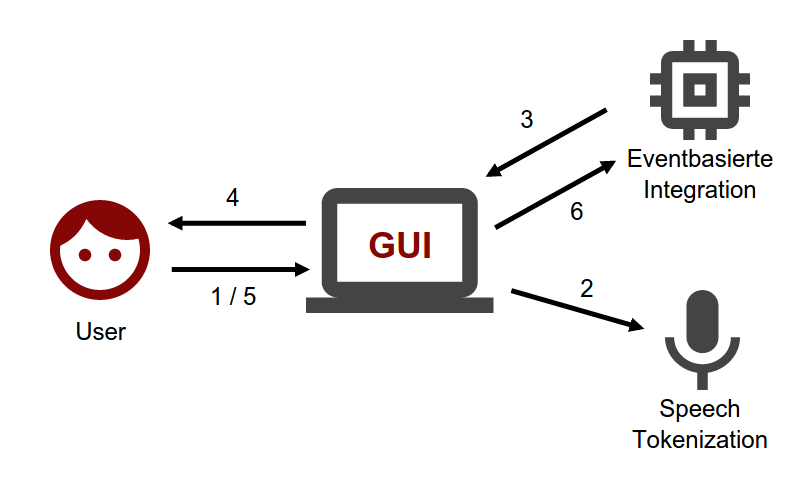 3
Eventbasierte
Integration
4
6
GUI
1 / 5
2
User
Speech
Tokenization